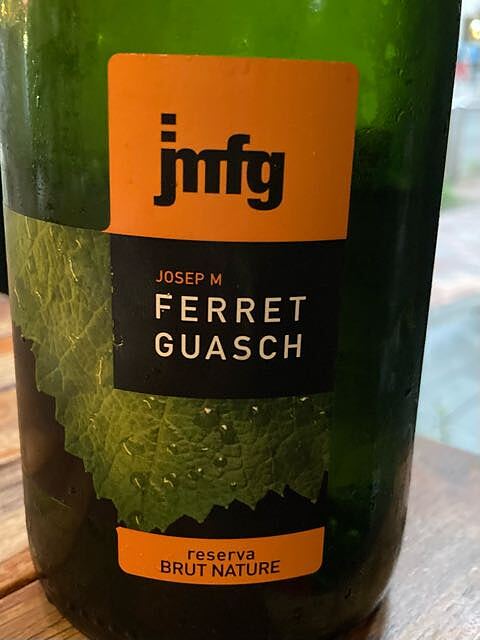 jmfg
JOSEP M
FERRET
GUASCH
reserva
BRUT NATURE